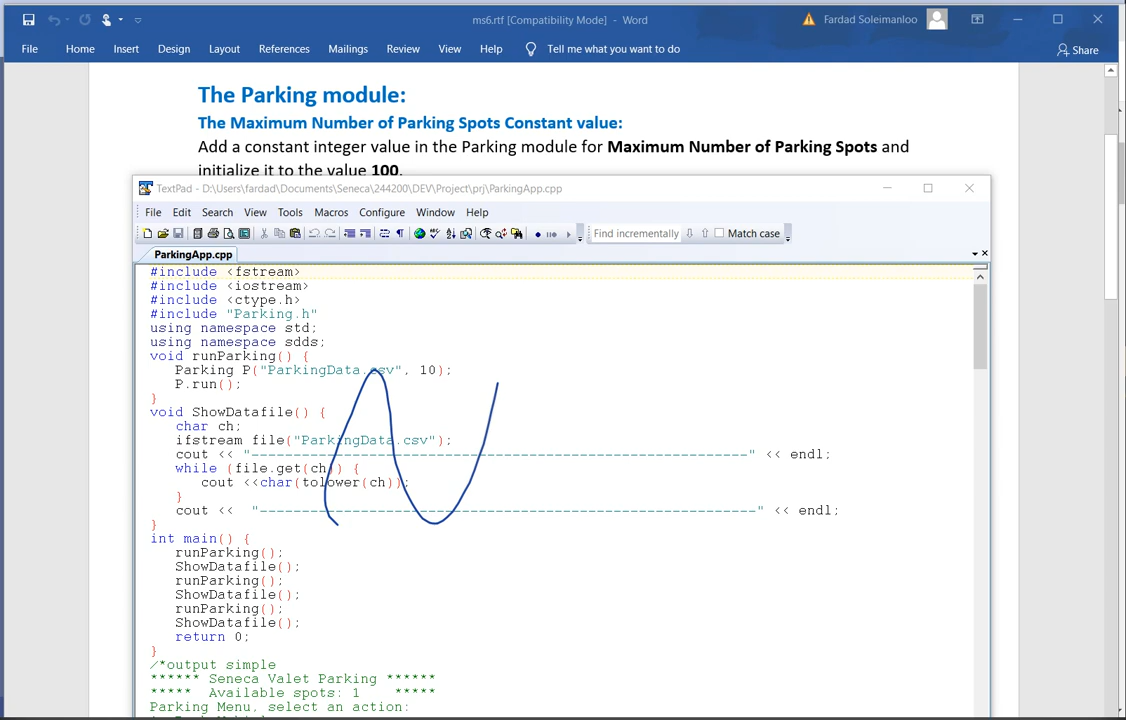 ms6.rtf [Compatibility Mode] - Word
Fardad Soleimanloo
File Home Insert Design Layout References Mailings Review View Help Tell me what you want to do
Share
The Parking module:
The Maximum Number of Parking Spots Constant value:
Add a constant integer value in the Parking module for Maximum Number of Parking Spots and
initialize it to the value 100.
TextPad - D:\Users\fardad\Documents\Seneca\244200\DEV\Project\prj\ParkingApp.cpp
File Edit Search View Tools Macros Configure Window Help
Find incrementally Match case
ParkingApp.cpp
#include <fstream>
#include <iostream>
#include <ctype.h>
#include "Parking.h"
using namespace std;
using namespace sdds;
void runParking() {
Parking P("ParkingData.csv", 10);
P.run();
}
void ShowDatafile() {
char ch;
ifstream file("ParkingData.csv");
cout << "----------------------------------------------------------" << endl;
while (file.get(ch)) {
cout <<char(tolower(ch));
}
cout << "----------------------------------------------------------" << endl;
}
int main() {
runParking();
ShowDatafile();
runParking();
ShowDatafile();
runParking();
ShowDatafile();
return 0;
}
/*output simple
****** Seneca Valet Parking ******
***** Available spots: 1 *****
Parking Menu, select an action: